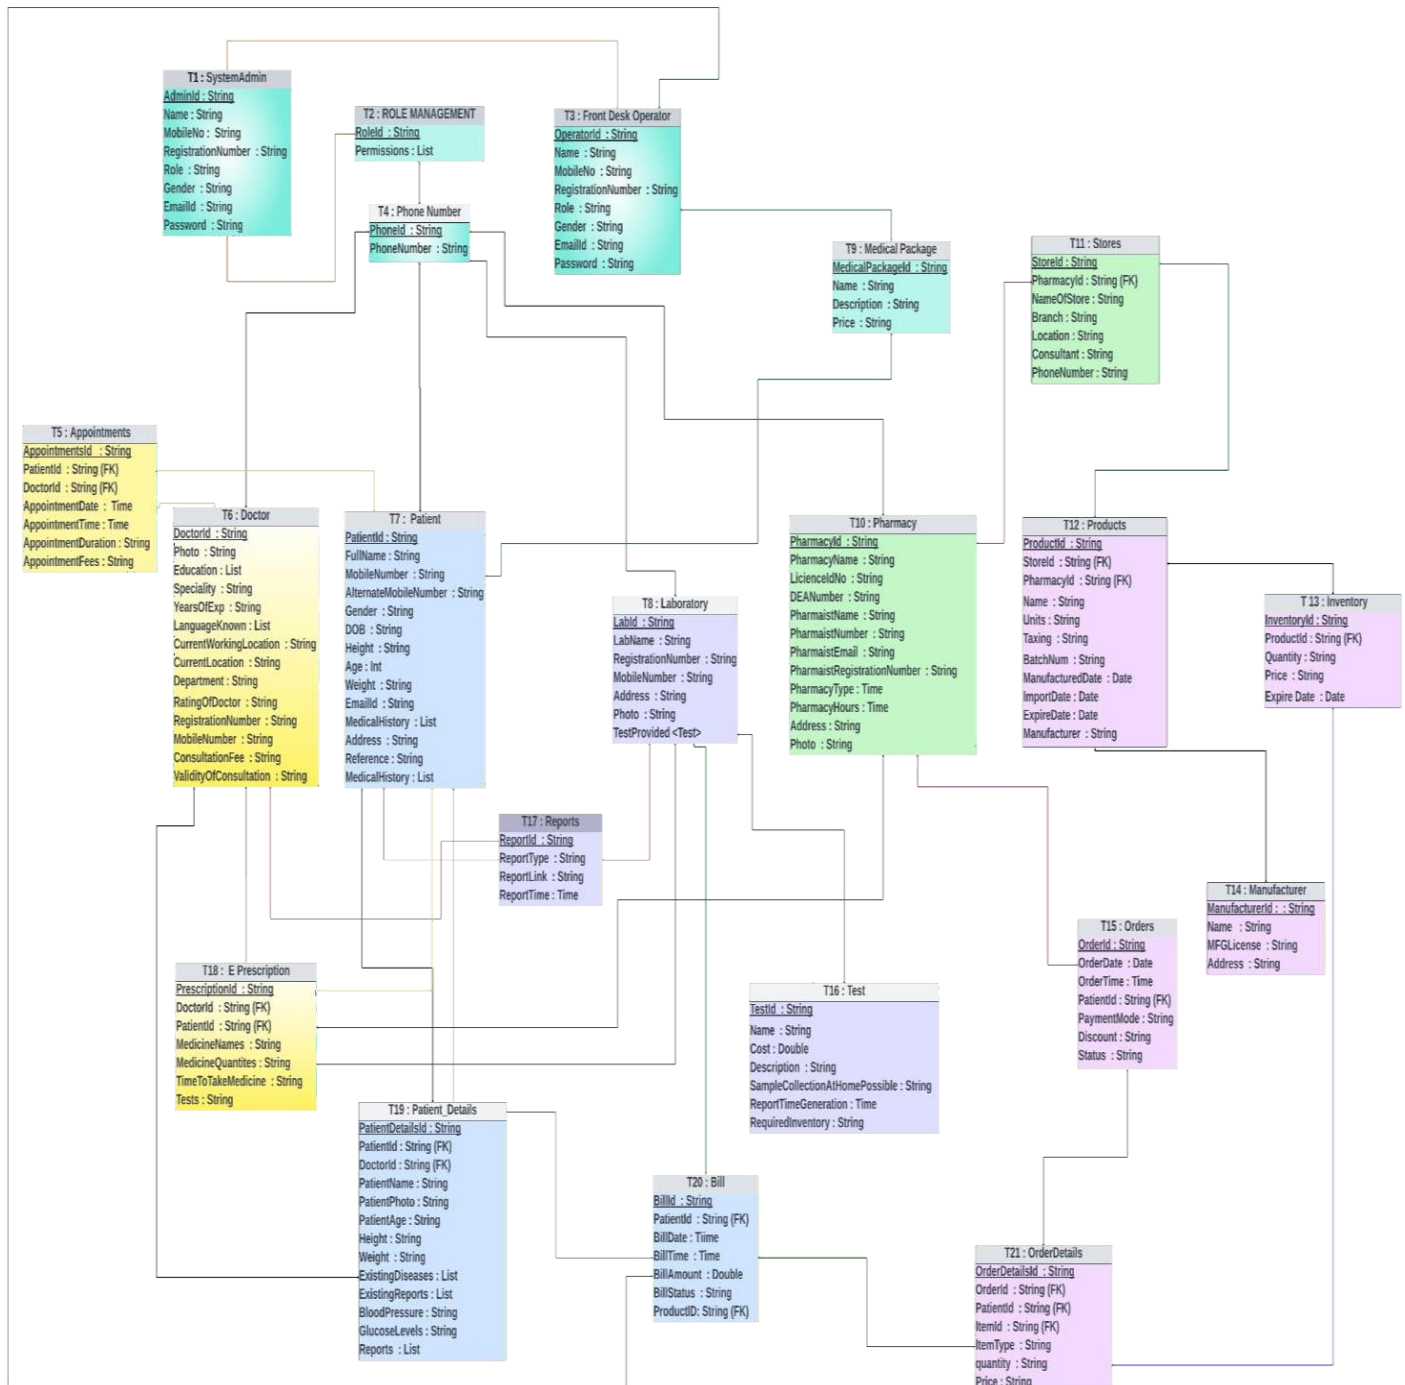 T1 : SystemAdmin
AdminId : String
Name : String
MobileNo : String
RegistrationNumber : String
Role : String
Gender : String
EmailId : String
Password : String
T2 : ROLE MANAGEMENT
RoleId : String
Permissions : List
T3 : Front Desk Operator
OperatorId : String
Name : String
MobileNo : String
RegistrationNumber : String
Role : String
Gender : String
EmailId : String
Password : String
T4 : Phone Number
PhoneId : String
PhoneNumber : String
T9 : Medical Package
MedicalPackageId : String
Name : String
Description : String
Price : String
T11 : Stores
StoreId : String
PharmacyId : String (FK)
NameOfStore : String
Branch : String
Location : String
Consultant : String
PhoneNumber : String
T5 : Appointments
AppointmentsId : String
PatientId : String (FK)
DoctorId : String (FK)
AppointmentDate : Time
AppointmentTime : Time
AppointmentDuration : String
AppointmentFees : String
T6 : Doctor
DoctorId : String
Photo : String
Education : List
Speciality : String
YearsOfExp : String
LanguageKnown : List
CurrentWorkingLocation : String
CurrentLocation : String
Department : String
RatingOfDoctor : String
RegistrationNumber : String
MobileNumber : String
ConsultationFee : String
ValidityOfConsultation : String
T7 : Patient
PatientId : String
FullName : String
MobileNumber : String
AlternateMobileNumber : String
Gender : String
DOB : String
Height : String
Age : Int
Weight : String
EmailId : String
MedicalHistory : List
Address : String
Reference : String
MedicalHistory : List
T8 : Laboratory
LabId : String
LabName : String
RegistrationNumber : String
MobileNumber : String
Address : String
Photo : String
TestProvided <Test>
T10 : Pharmacy
PharmacyId : String
PharmacyName : String
LicienceIdNo : String
DEANumber : String
PharmaistName : String
PharmaistNumber : String
PharmaistEmail : String
PharmaistRegistrationNumber : String
PharmacyType : Time
PharmacyHours : Time
Address : String
Photo : String
T12 : Products
ProductId : String
StoreId : String (FK)
PharmacyId : String (FK)
Name : String
Units : String
Taxing : String
BatchNum : String
ManufacturedDate : Date
ImportDate : Date
ExpireDate : Date
Manufacturer : String
T 13 : Inventory
InventoryId : String
ProductId : String (FK)
Quantity : String
Price : String
Expire Date : Date
T17 : Reports
ReportId : String
ReportType : String
ReportLink : String
ReportTime : Time
T14 : Manufacturer
ManufacturerId : : String
Name : String
MFGLicense : String
Address : String
T15 : Orders
OrderId : String
OrderDate : Date
OrderTime : Time
PatientId : String (FK)
PaymentMode : String
Discount : String
Status : String
T18 : E Prescription
PrescriptionId : String
DoctorId : String (FK)
PatientId : String (FK)
MedicineNames : String
MedicineQuantites : String
TimeToTakeMedicine : String
Tests : String
T16 : Test
TestId : String
Name : String
Cost : Double
Description : String
SampleCollectionAtHomePossible : String
ReportTimeGeneration : Time
RequiredInventory : String
T19 : Patient_Details
PatientDetailsId : String
PatientId : String (FK)
DoctorId : String (FK)
PatientName : String
PatientPhoto : String
PatientAge : String
Height : String
Weight : String
ExistingDiseases : List
ExistingReports : List
BloodPressure : String
GlucoseLevels : String
Reports : List
T20 : Bill
BillId : String
PatientId : String (FK)
BillDate : Tiime
BillTime : Time
BillAmount : Double
BillStatus : String
ProductID: String (FK)
T21 : OrderDetails
OrderDetailsId : String
OrderId : String (FK)
PatientId : String (FK)
ItemId : String (FK)
ItemType : String
quantity : String
Price : String